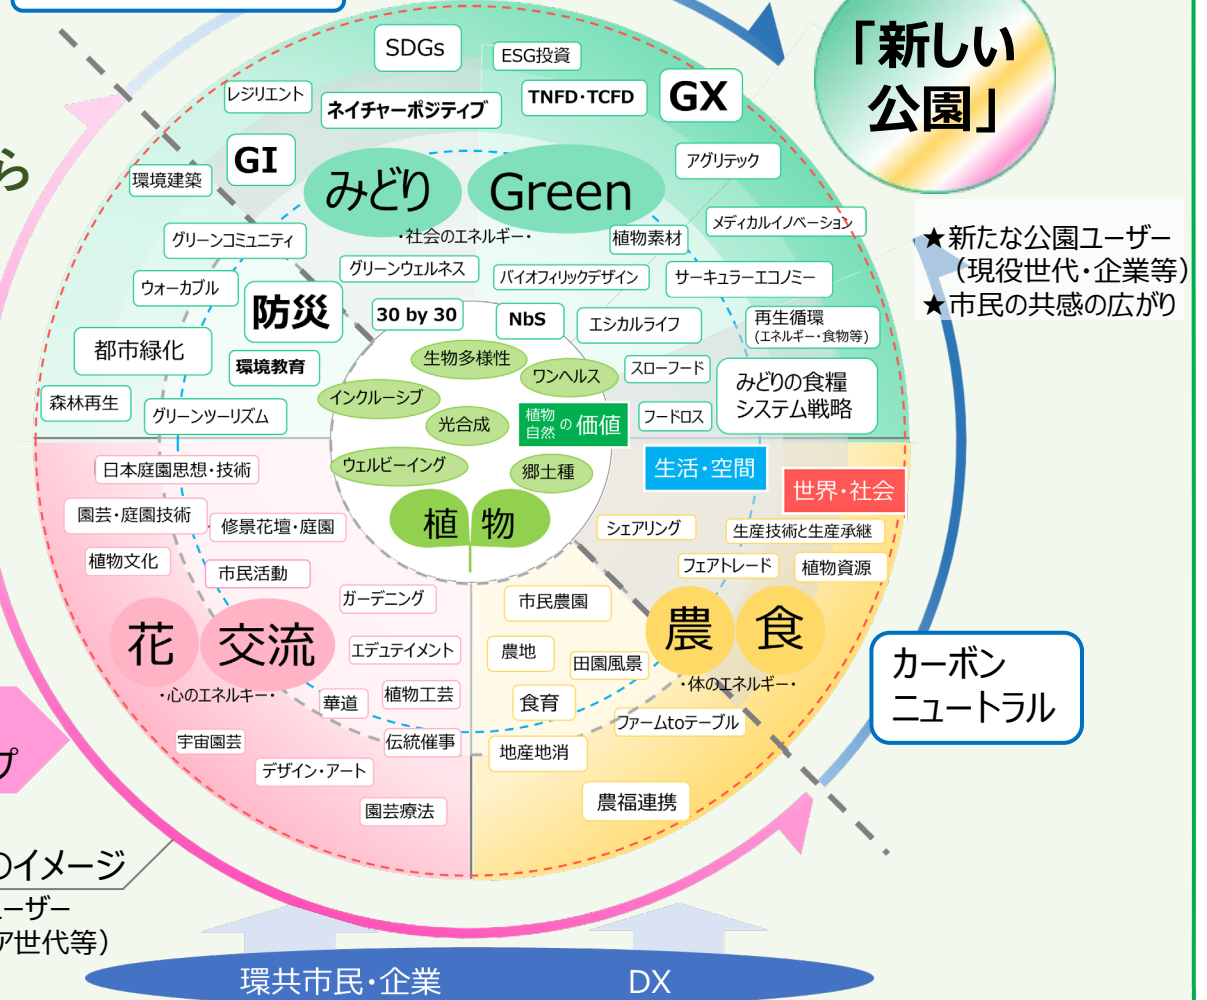 「新しい
公園」
SDGs
ESG投資
レジリエント
ネイチャーポジティブ
TNFD・TCFD
GX
GI
環境建築
アグリテック
みどり
Green
・社会のエネルギー・
メディカルイノベーション
グリーンコミュニティ
植物素材
グリーンウェルネス
バイオフィリックデザイン
サーキュラーエコノミー
ウォーカブル
防災
30 by 30
NbS
エシカルライフ
再生循環
(エネルギー・食物等)
都市緑化
環境教育
生物多様性
ワンヘルス
スローフード
みどりの食糧
システム戦略
森林再生
グリーンツーリズム
インクルーシブ
光合成
植物
自然
の価値
フードロス
ウェルビーイング
郷土種
生活・空間
世界・社会
植物
日本庭園思想・技術
園芸・庭園技術
修景花壇・庭園
植物文化
市民活動
ガーデニング
花
交流
・心のエネルキー・
エデュテイメント
華道
植物工芸
宇宙園芸
伝統催事
デザイン・アート
園芸療法
シェアリング
生産技術と生産承継
フェアトレード
植物資源
市民農園
農
食
・体のエネルギー・
農地
田園風景
食育
ファームtoテーブル
地産地消
農福連携
★新たな公園ユーザー
（現役世代・企業等）
★市民の共感の広がり
カーボン
ニュートラル
ら
プ
のイメージ
ーザー
ア世代等）
環共市民・企業
DX